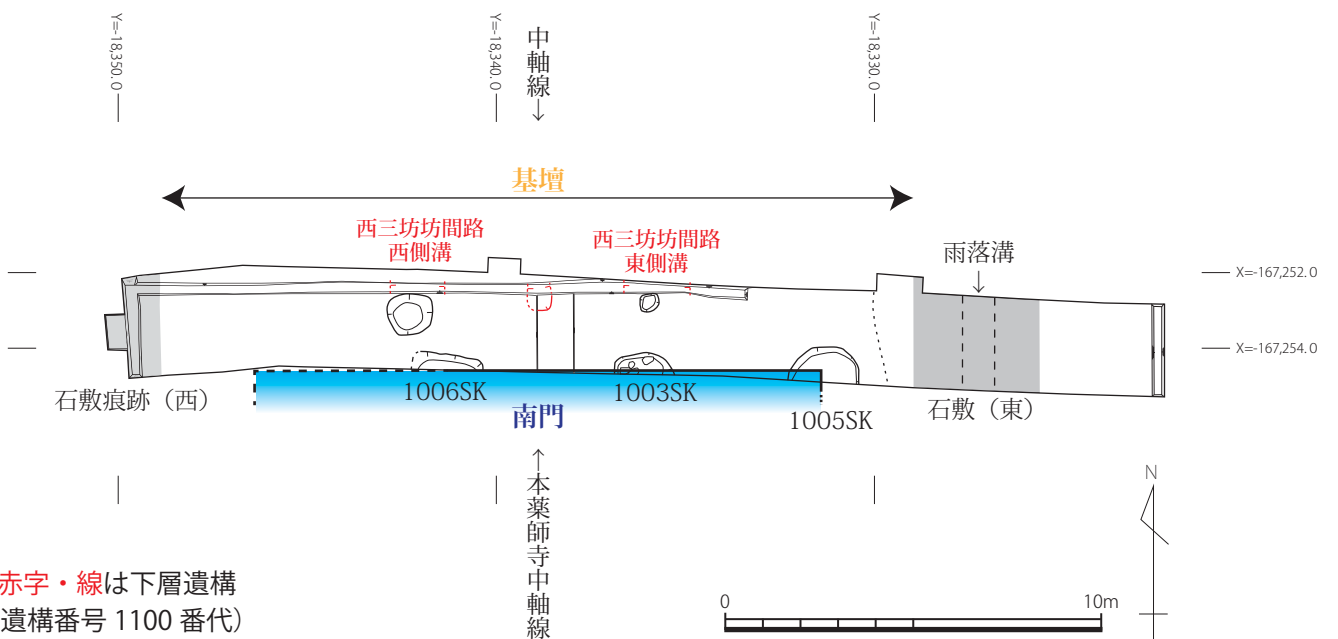 Y=-18,350.0
Y=-18,340.0
Y=-18,330.0
中軸線↓
基壇
西三坊坊間路
西側溝
西三坊坊間路
東側溝
雨落溝
↓
X=-167,252.0
X=-167,254.0
石敷痕跡（西）
1006SK
1003SK
1005SK
石敷（東）
南門
↑本薬師寺中軸線
N
赤字・線は下層遺構
遺構番号 1100 番代）
0
10m